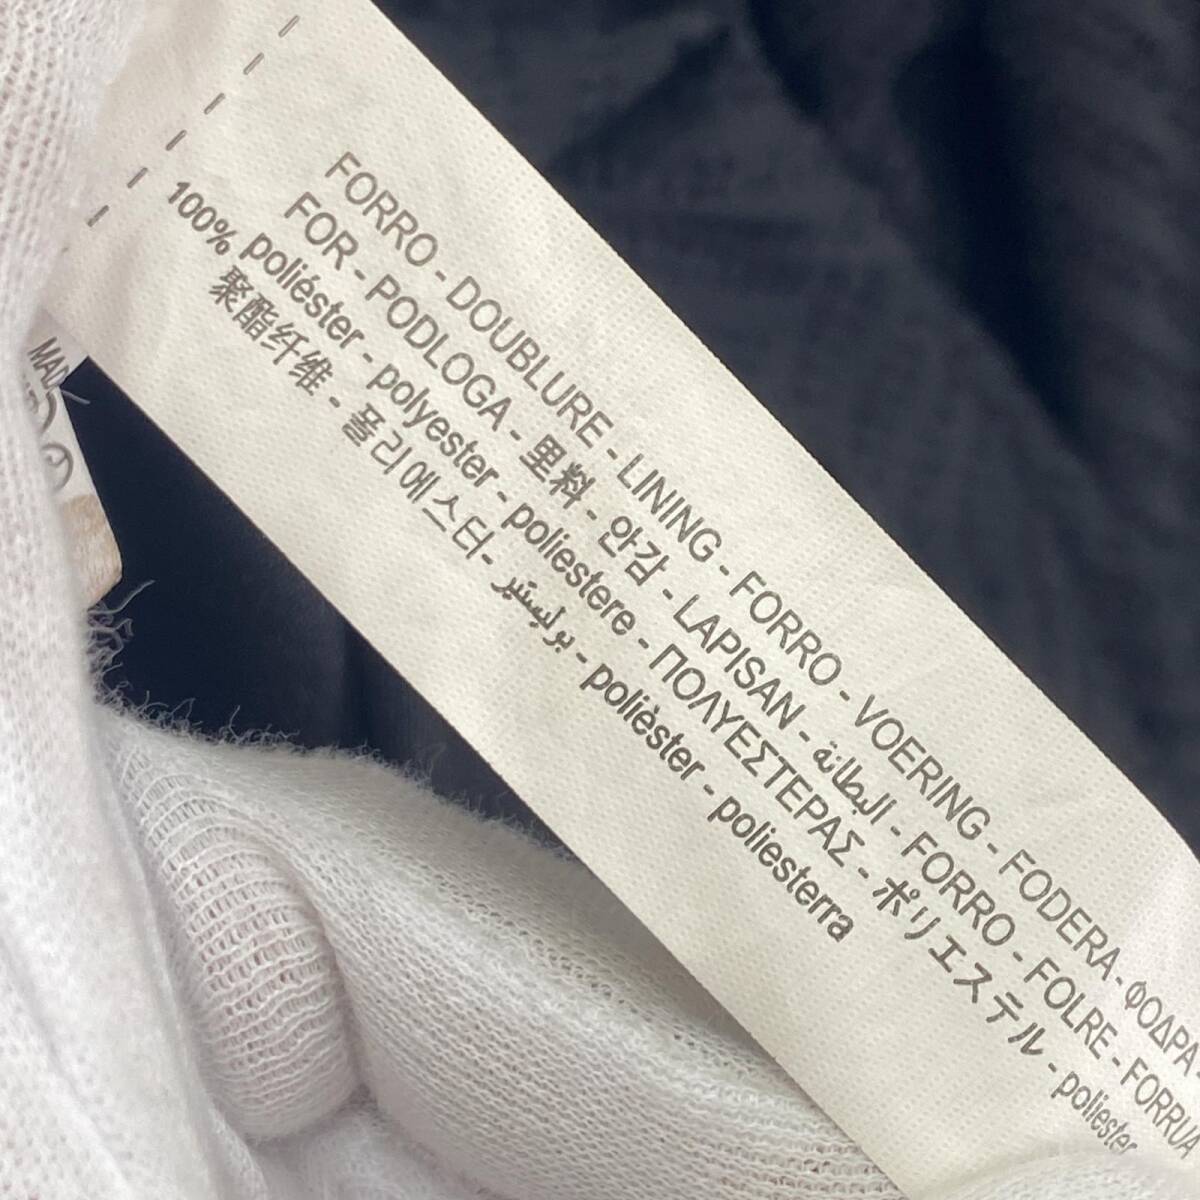 FORRO - DOUBLURE - LINING - FORRO - VOERING - FODERA - ΦΟΔΡΑ -
FOR - PODLOGA - 里料 - 안감 - LAPISAN - البطانة - FORRO - FOLRE - FORRUA
100% poliéster - polyester - poliestere - ΠΟΛΥΕΣΤΕΡΑΣ - ポリエステル - poliester
聚酯纤维 - 폴리에스터 - بوليستير - polièster - poliesterra
MADE